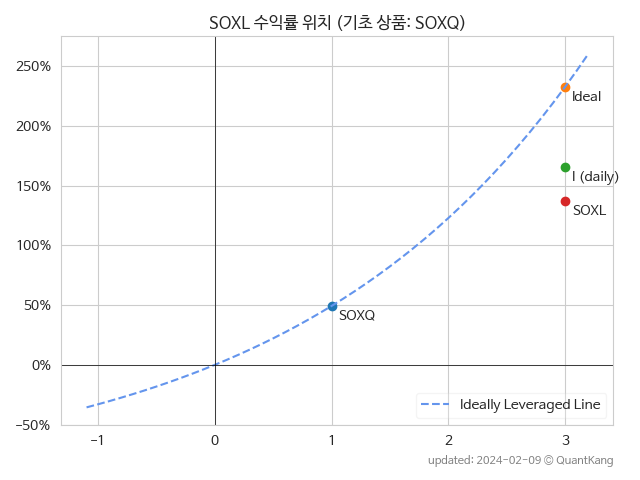 SOXL 수익률 위치 (기초 상품: SOXQ)
250%
200%
150%
100%
50%
0%
−50%
Ideal
I (daily)
SOXL
SOXQ
Ideally Leveraged Line
−1
0
1
2
3
updated: 2024-02-09 © QuantKang